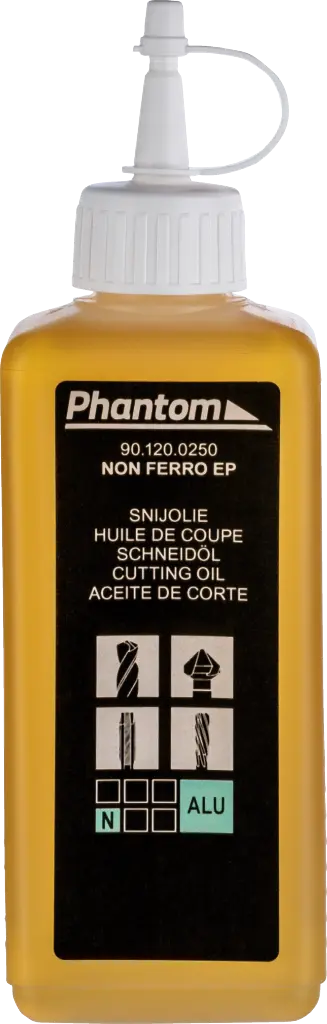 Phantom
90.120.0250
NON FERRO EP
SNIJOLIE
HUILE DE COUPE
SCHNEIDÖL
CUTTING OIL
ACEITE DE CORTE
ALU
N